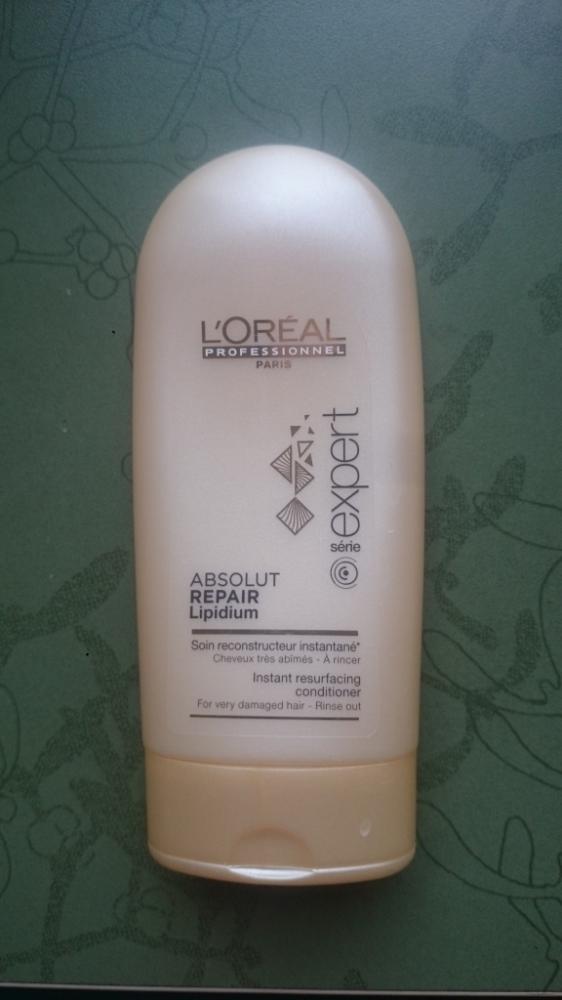 L'ORÉAL
PROFESSIONNEL
PARIS
série expert
ABSOLUT
REPAIR
Lipidium
Soin reconstructeur instantané*
Cheveux très abîmés - À rincer
Instant resurfacing
conditioner
For very damaged hair - Rinse out